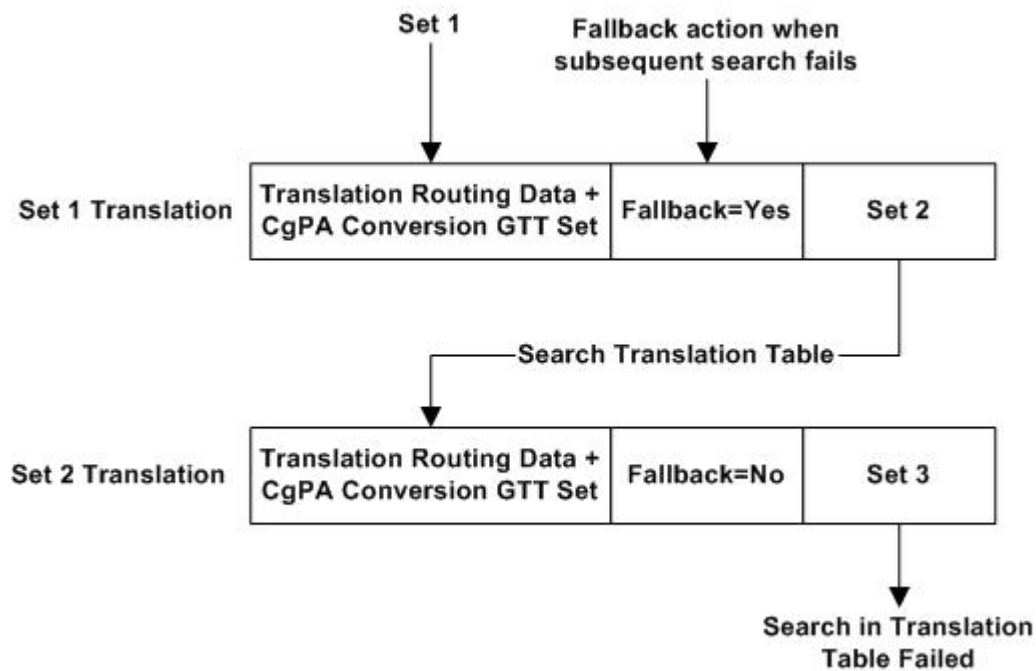 Set 1
Fallback action when
subsequent search fails
Set 1 Translation
Translation Routing Data +
CgPA Conversion GTT Set
Fallback=Yes
Set 2
Search Translation Table
Set 2 Translation
Translation Routing Data +
CgPA Conversion GTT Set
Fallback=No
Set 3
Search in Translation
Table Failed